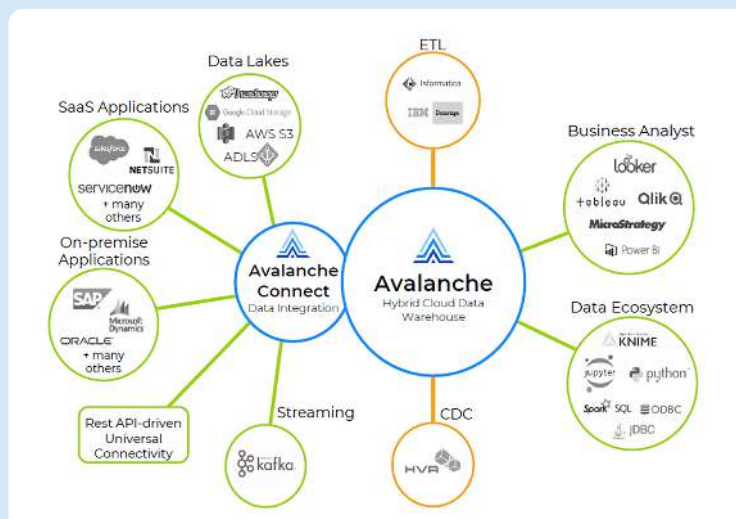 ETL
Informatica
IBM Datastage
Data Lakes
hadoop
Google Cloud Storage
AWS S3
ADLS
SaaS Applications
salesforce
NETSUITE
servicenow
+ many
others
Business Analyst
looker
+ableau
Qlik
MicroStrategy
Power BI
On-premise
Applications
SAP
Microsoft
Dynamics
ORACLE
+ many
others
Avalanche
Connect
Data Integration
Avalanche
Hybrid Cloud Data
Warehouse
Data Ecosystem
KNIME
jupyter
python
Spark SQL
ODBC
JDBC
Rest API-driven
Universal
Connectivity
Streaming
kafka
CDC
HVR